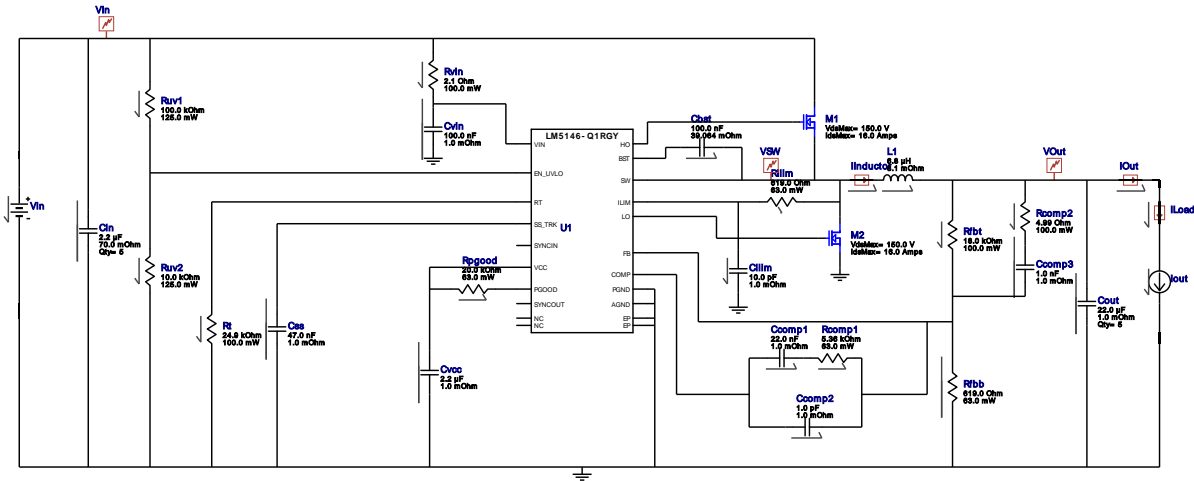 Vin
Rvin
2.1 Ohm
100.0 mW
Ruv1
100.0 kOhm
125.0 mW
Cvin
100.0 nF
1.0 mOhm
Cbst
100.0 nF
39.064 mOhm
M1
VdsMax= 150.0 V
IdsMax= 16.0 Amps
LM5146-Q1RGY
VIN
EN_UVLO
RT
SS_TRK
SYNCIN
VCC
PGOOD
SYNCOUT
NC
NC
U1
HO
BST
SW
ILIM
LO
FB
COMP
PGND
AGND
EP
EP
VSW
Rilim
619.0 Ohm
63.0 mW
IInductor
L1
6.8 µH
VOut
IOut
ILoad
Vin
Cin
2.2 µF
70.0 mOhm
Qty= 5
Ruv2
10.0 kOhm
125.0 mW
Rpgood
20.0 kOhm
63.0 mW
M2
VdsMax= 150.0 V
IdsMax= 16.0 Amps
Cilim
10.0 pF
1.0 mOhm
Rfbt
100.0 mW
Rcomp2
4.99 Ohm
100.0 mW
Ccomp3
1.0 nF
1.0 mOhm
Iout
Cout
22.0 µF
1.0 mOhm
Qty= 5
Rt
24.9 kOhm
100.0 mW
Css
47.0 nF
1.0 mOhm
Cvcc
2.2 µF
1.0 mOhm
Ccomp1
22.0 nF
1.0 mOhm
Rcomp1
5.36 kOhm
63.0 mW
Ccomp2
1.0 pF
1.0 mOhm
Rfbb
619.0 Ohm
63.0 mW